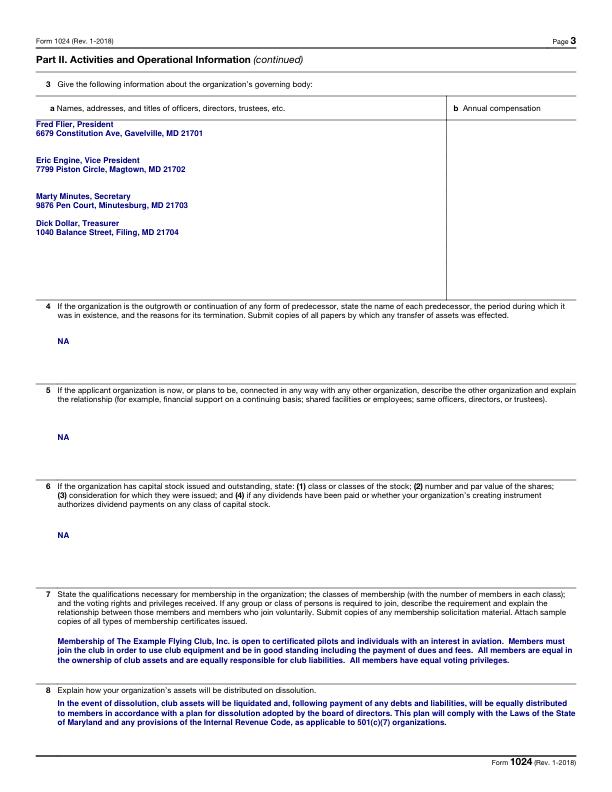 Form 1024 (Rev. 1-2018) Page 3
Part II. Activities and Operational Information (continued)
3 Give the following information about the organization's governing body:
a Names, addresses, and titles of officers, directors, trustees, etc. b Annual compensation
Fred Flier, President
6679 Constitution Ave, Gavelville, MD 21701
Eric Engine, Vice President
7799 Piston Circle, Magtown, MD 21702
Marty Minutes, Secretary
9876 Pen Court, Minutesburg, MD 21703
Dick Dollar, Treasurer
1040 Balance Street, Filing, MD 21704
4 If the organization is the outgrowth or continuation of any form of predecessor, state the name of each predecessor, the period during which it
was in existence, and the reasons for its termination. Submit copies of all papers by which any transfer of assets was effected.
NA
5 If the applicant organization is now, or plans to be, connected in any way with any other organization, describe the other organization and explain
the relationship (for example, financial support on a continuing basis; shared facilities or employees; same officers, directors, or trustees).
NA
6 If the organization has capital stock issued and outstanding, state: (1) class or classes of the stock; (2) number and par value of the shares;
(3) consideration for which they were issued; and (4) if any dividends have been paid or whether your organization's creating instrument
authorizes dividend payments on any class of capital stock.
NA
7 State the qualifications necessary for membership in the organization; the classes of membership (with the number of members in each class);
and the voting rights and privileges received. If any group or class of persons is required to join, describe the requirement and explain the
relationship between those members and members who join voluntarily. Submit copies of any membership solicitation material. Attach sample
copies of all types of membership certificates issued.
Membership of The Example Flying Club, Inc. is open to certificated pilots and individuals with an interest in aviation. Members must
join the club in order to use club equipment and be in good standing including the payment of dues and fees. All members are equal in
the ownership of club assets and are equally responsible for club liabilities. All members have equal voting privileges.
8 Explain how your organization's assets will be distributed on dissolution.
In the event of dissolution, club assets will be liquidated and, following payment of any debts and liabilities, will be equally distributed
to members in accordance with a plan for dissolution adopted by the board of directors. This plan will comply with the Laws of the State
of Maryland and any provisions of the Internal Revenue Code, as applicable to 501(c)(7) organizations.
Form 1024 (Rev. 1-2018)